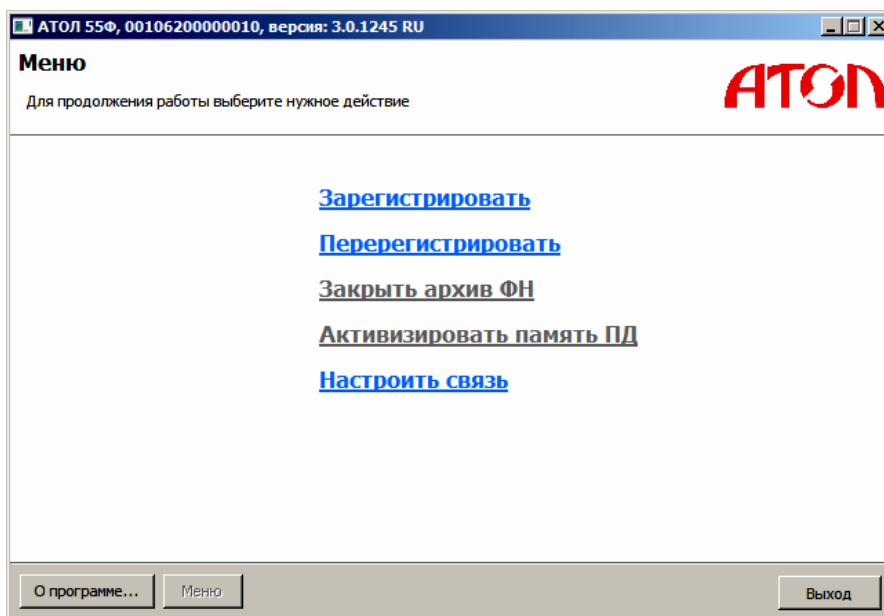 АТОЛ 55Ф, 00106200000010, версия: 3.0.1245 RU
Меню
Для продолжения работы выберите нужное действие
АТОЛ
Зарегистрировать
Перерегистрировать
Закрыть архив ФН
Активизировать память ПД
Настроить связь
О программе...
Меню
Выход